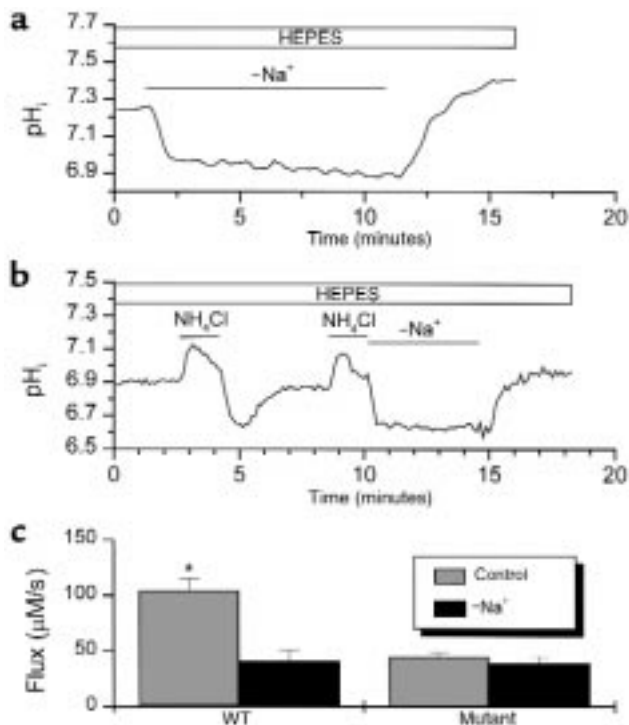 a
7.7
HEPES
7.3
−Na⁺
7.1
6.9
pHᵢ
0 5 10 15 20
Time (minutes)
b
7.5
HEPES
7.3
NH₄Cl NH₄Cl −Na⁺
7.1
6.9
6.7
6.5
pHᵢ
0 5 10 15 20
Time (minutes)
c
150
*
100
50
0
Flux (μM/s)
Control
−Na⁺
WT Mutant